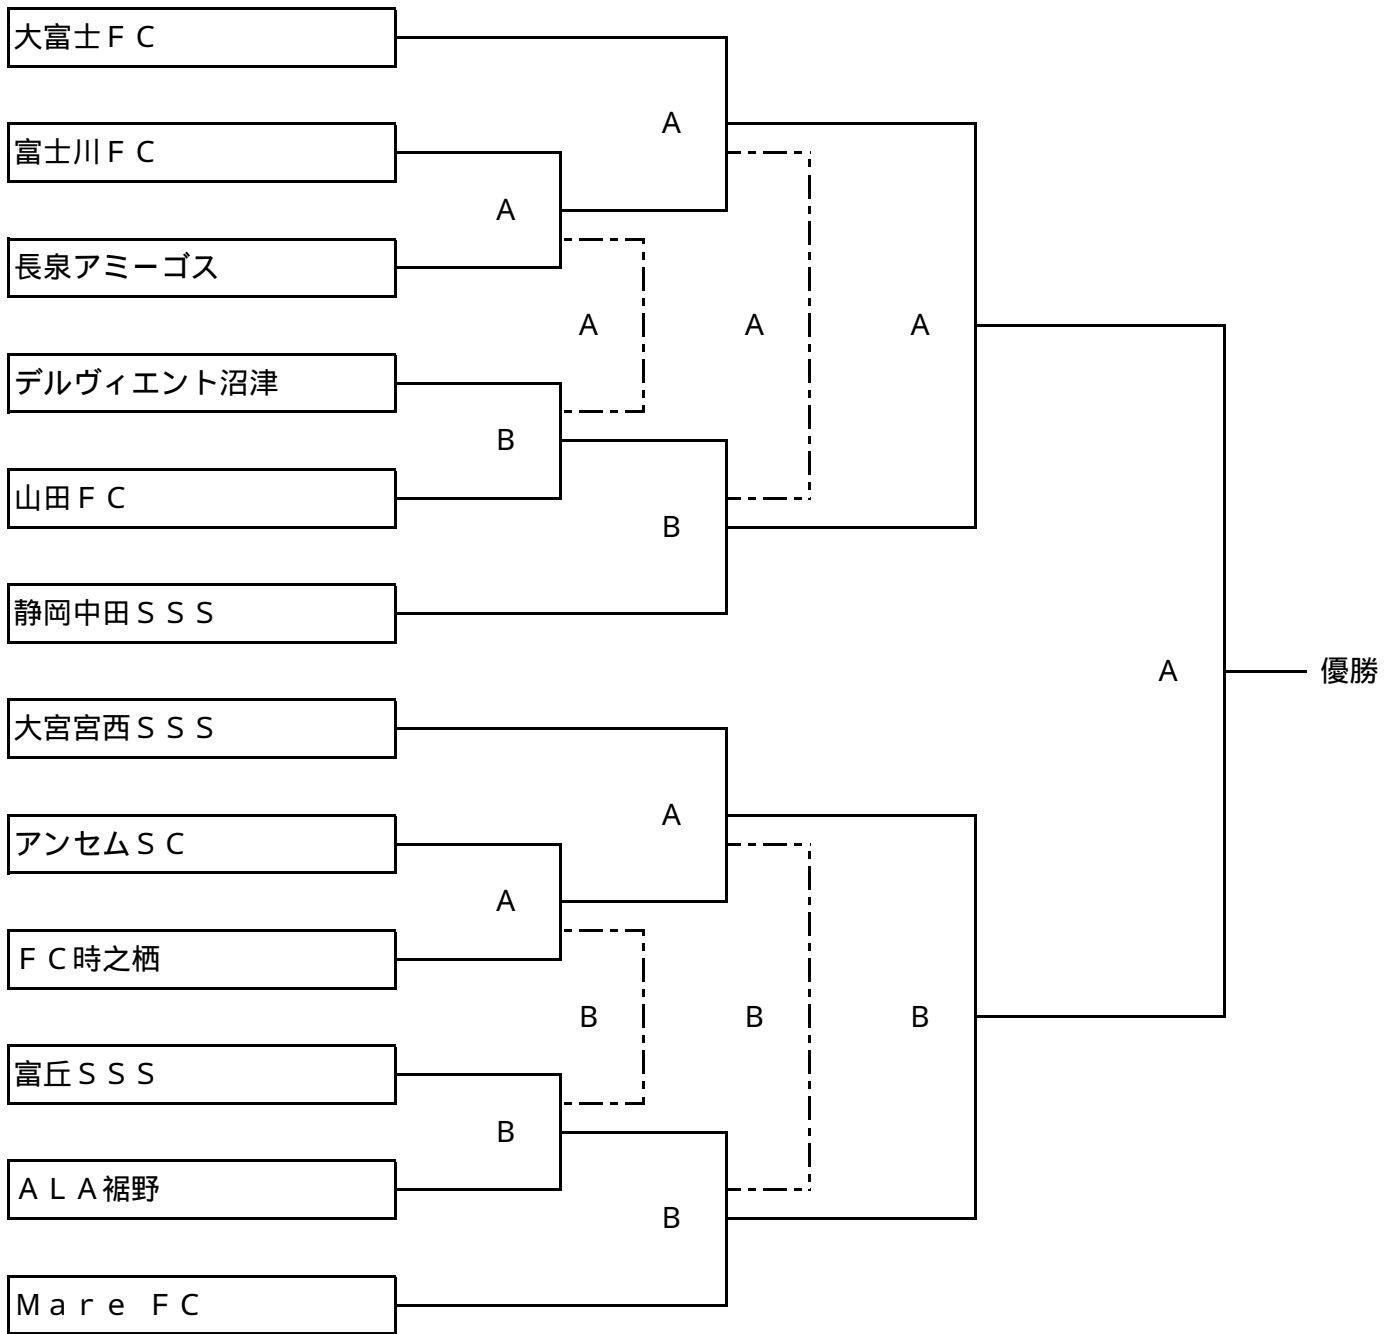 大富士ＦＣ
A
富士川ＦＣ
A
長泉アミーゴス
A
A
A
デルヴィエント沼津
B
山田ＦＣ
B
静岡中田ＳＳＳ
A
優勝
大宮宮西ＳＳＳ
A
アンセムＳＣ
A
ＦＣ時之栖
B
B
B
富丘ＳＳＳ
B
ＡＬＡ裾野
B
Ｍａｒｅ　ＦＣ